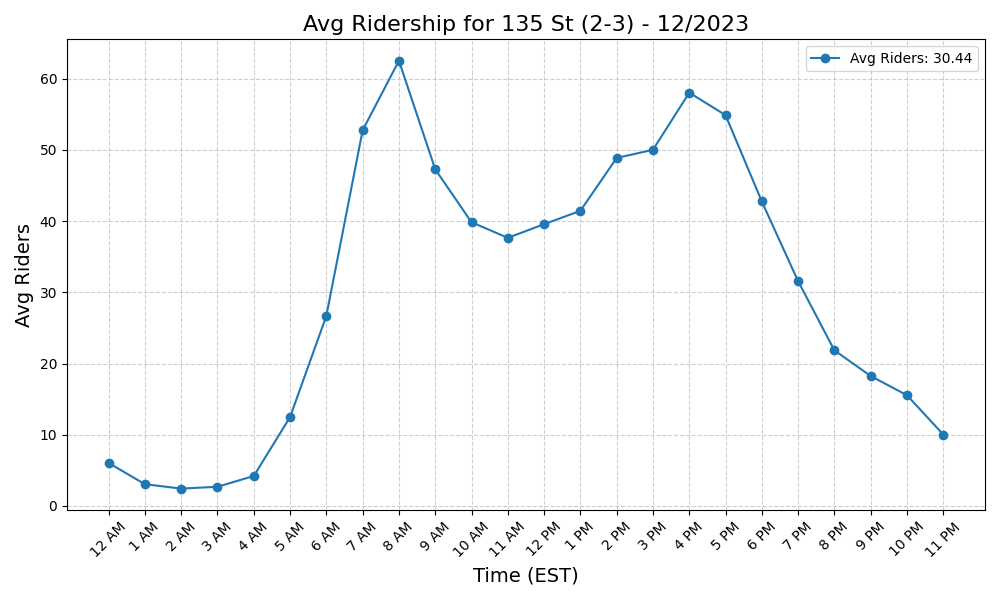 Avg Ridership for 135 St (2-3) - 12/2023
Avg Riders: 30.44
Avg Riders
60
50
40
30
20
10
0
12 AM
1 AM
2 AM
3 AM
4 AM
5 AM
6 AM
7 AM
8 AM
9 AM
10 AM
11 AM
12 PM
1 PM
2 PM
3 PM
4 PM
5 PM
6 PM
7 PM
8 PM
9 PM
10 PM
11 PM
Time (EST)